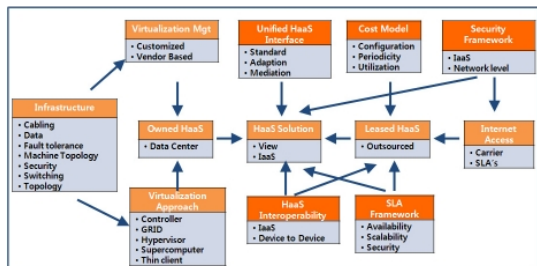 Virtualization Mgt
• Customized
• Vendor Based
Unified HaaS
Interface
• Standard
• Adaption
• Mediation
Cost Model
• Configuration
• Periodicity
• Utilization
Security
Framework
• IaaS
• Network level
Infrastructure
• Cabling
• Data
• Fault tolerance
• Machine Topology
• Security
• Switching
• Topology
Owned HaaS
• Data Center
HaaS Solution
• View
• IaaS
Leased HaaS
• Outsourced
Internet
Access
• Carrier
• SLA's
Virtualization
Approach
• Controller
• GRID
• Hypervisor
• Supercomputer
• Thin client
HaaS
Interoperability
• IaaS
• Device to Device
SLA
Framework
• Availability
• Scalability
• Security